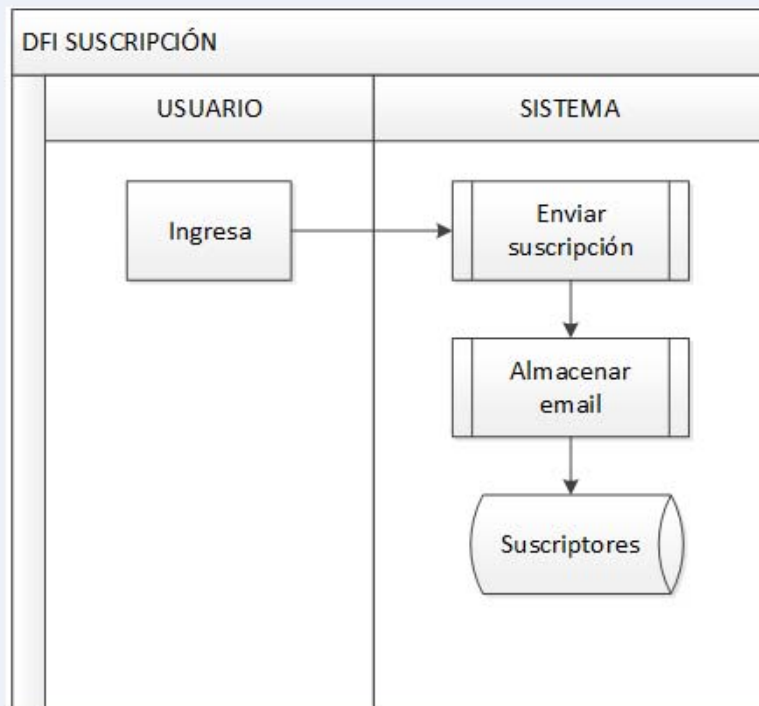 DFI SUSCRIPCIÓN
USUARIO
SISTEMA
Ingresa
Enviar
suscripción
Almacenar
email
Suscriptores